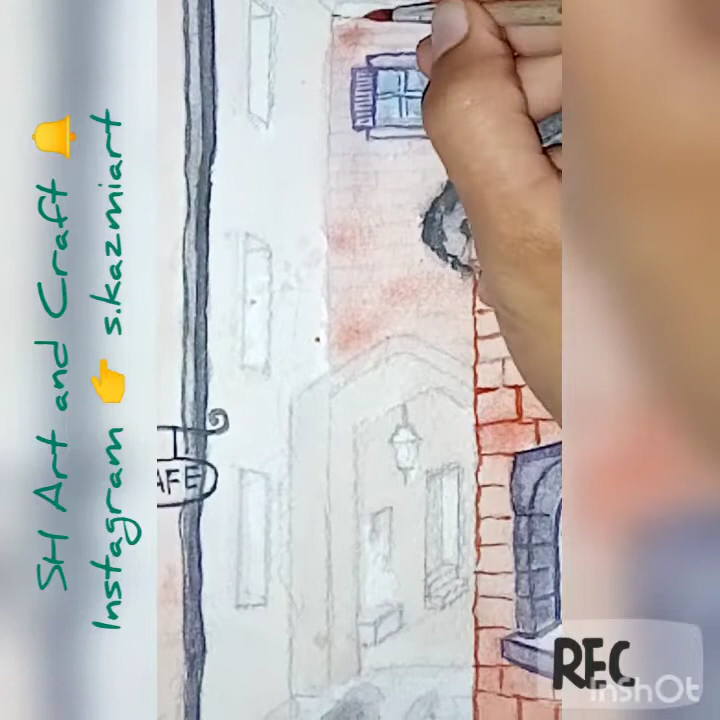 SH Art and Craft 🔔
Instagram 👉 s.kazmiart
AFE
REC
InShOt